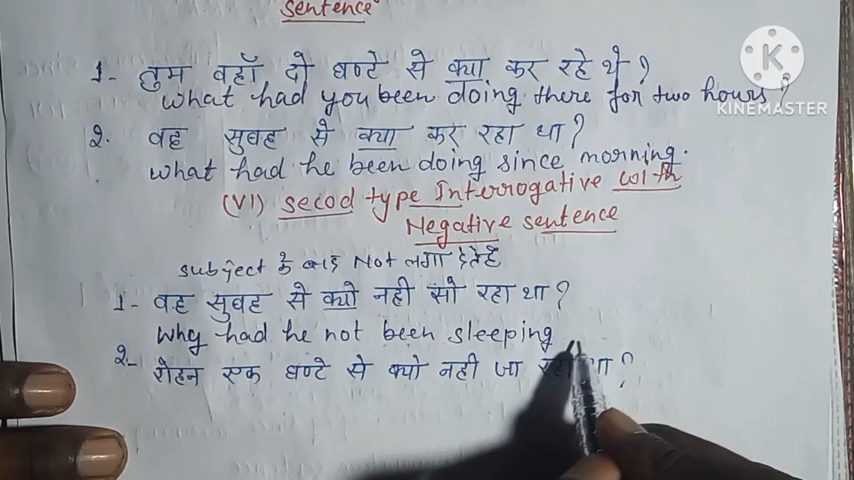 sentence
1- तुम वहाँ दो घण्टे से क्या कर रहे थे?
what had you been doing there for two hours?
KINEMASTER
2. वह सुबह से क्या कर रहा था?
what had he been doing since morning.
(VI) secod type Interrogative with
Negative sentence
subject के बाद Not लगा देते हैं
1- वह सुबह से क्यो नही सो रहा था?
Why had he not been sleeping
2- रोहन एक घण्टे से क्यो नही जा रहा था?